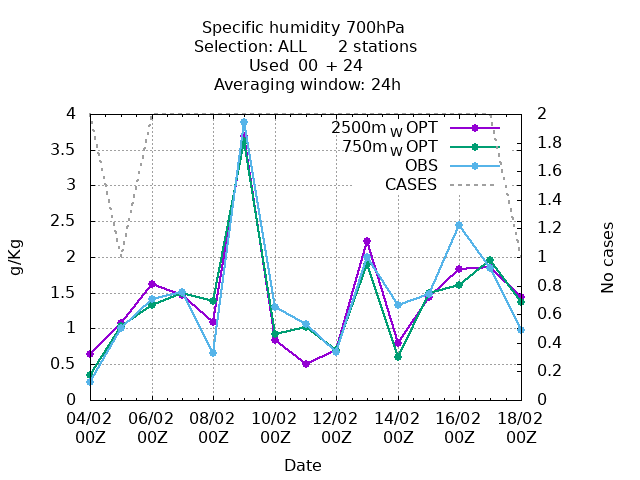 Specific humidity 700hPa
Selection: ALL 2 stations
Used 00 + 24
Averaging window: 24h
4
3.5
3
2.5
2
1.5
1
0.5
0
g/Kg
2500m W OPT
750m W OPT
OBS
CASES
2
1.8
1.6
1.4
1.2
1
0.8
0.6
0.4
0.2
0
No cases
04/02 06/02 08/02 10/02 12/02 14/02 16/02 18/02
00Z 00Z 00Z 00Z 00Z 00Z 00Z 00Z
Date